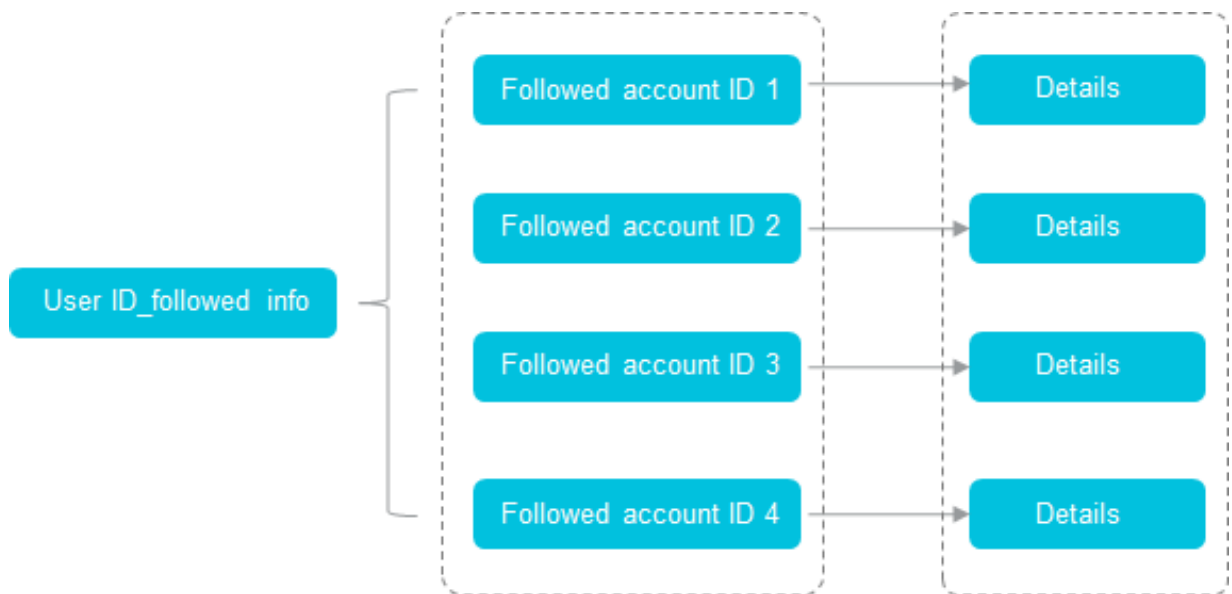 Followed account ID 1
Details
Followed account ID 2
Details
User ID_followed info
Followed account ID 3
Details
Followed account ID 4
Details